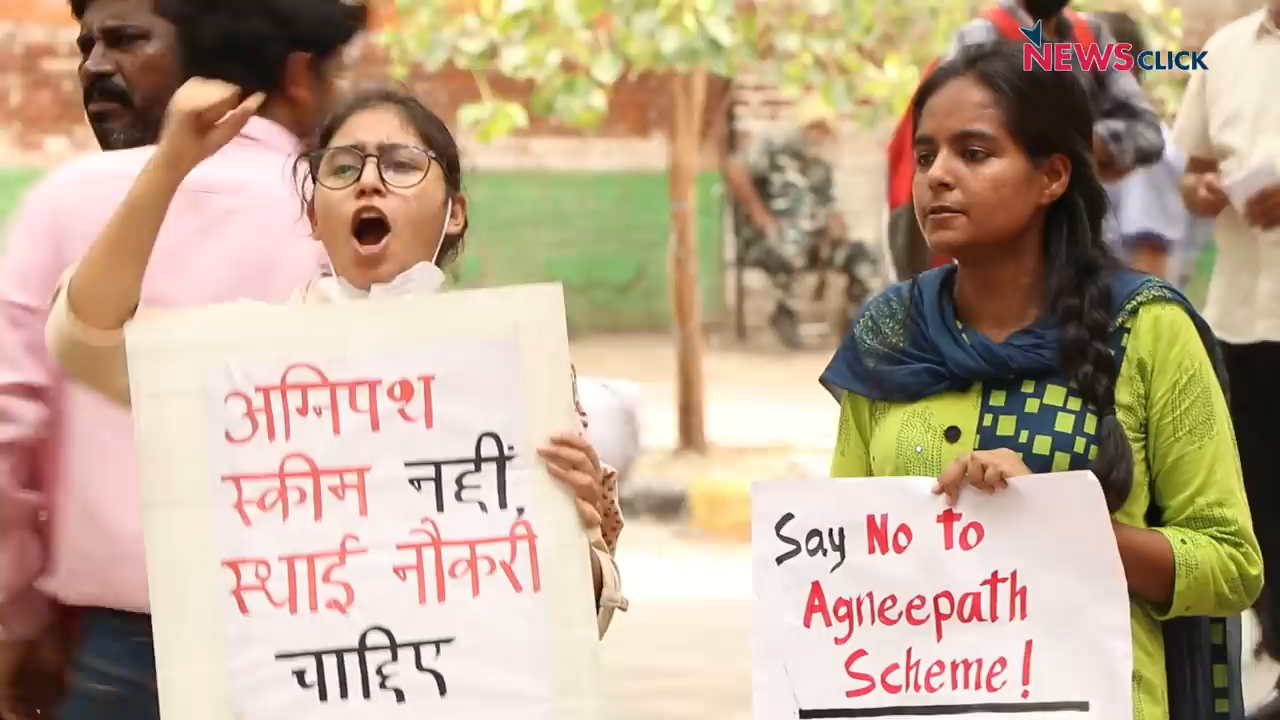 NEWSCLICK
अग्निपथ
स्कीम नहीं,
स्थाई नौकरी
चाहिए
Say No to
Agneepath
Scheme!